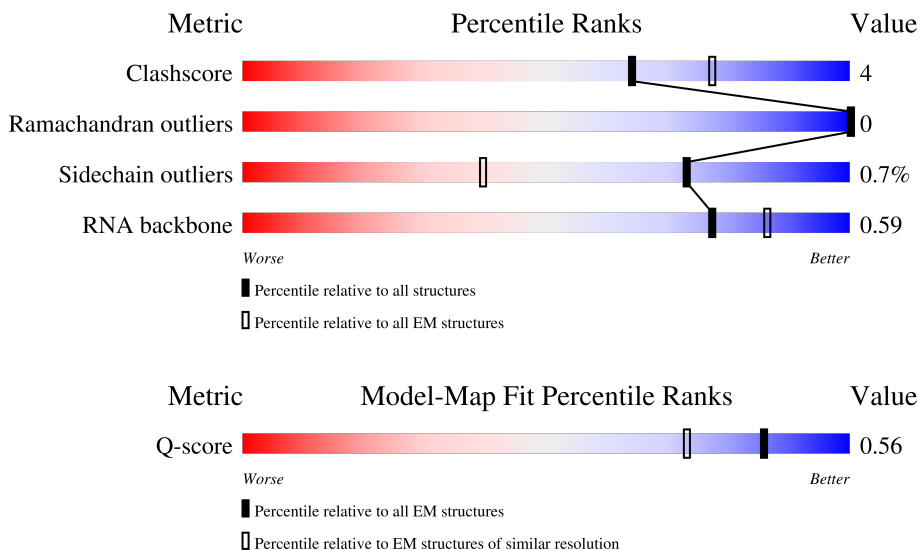 Metric Percentile Ranks Value
Clashscore 4
Ramachandran outliers 0
Sidechain outliers 0.7%
RNA backbone 0.59
Worse Better
Percentile relative to all structures
Percentile relative to all EM structures
Metric Model-Map Fit Percentile Ranks Value
Q-score 0.56
Worse Better
Percentile relative to all EM structures
Percentile relative to EM structures of similar resolution